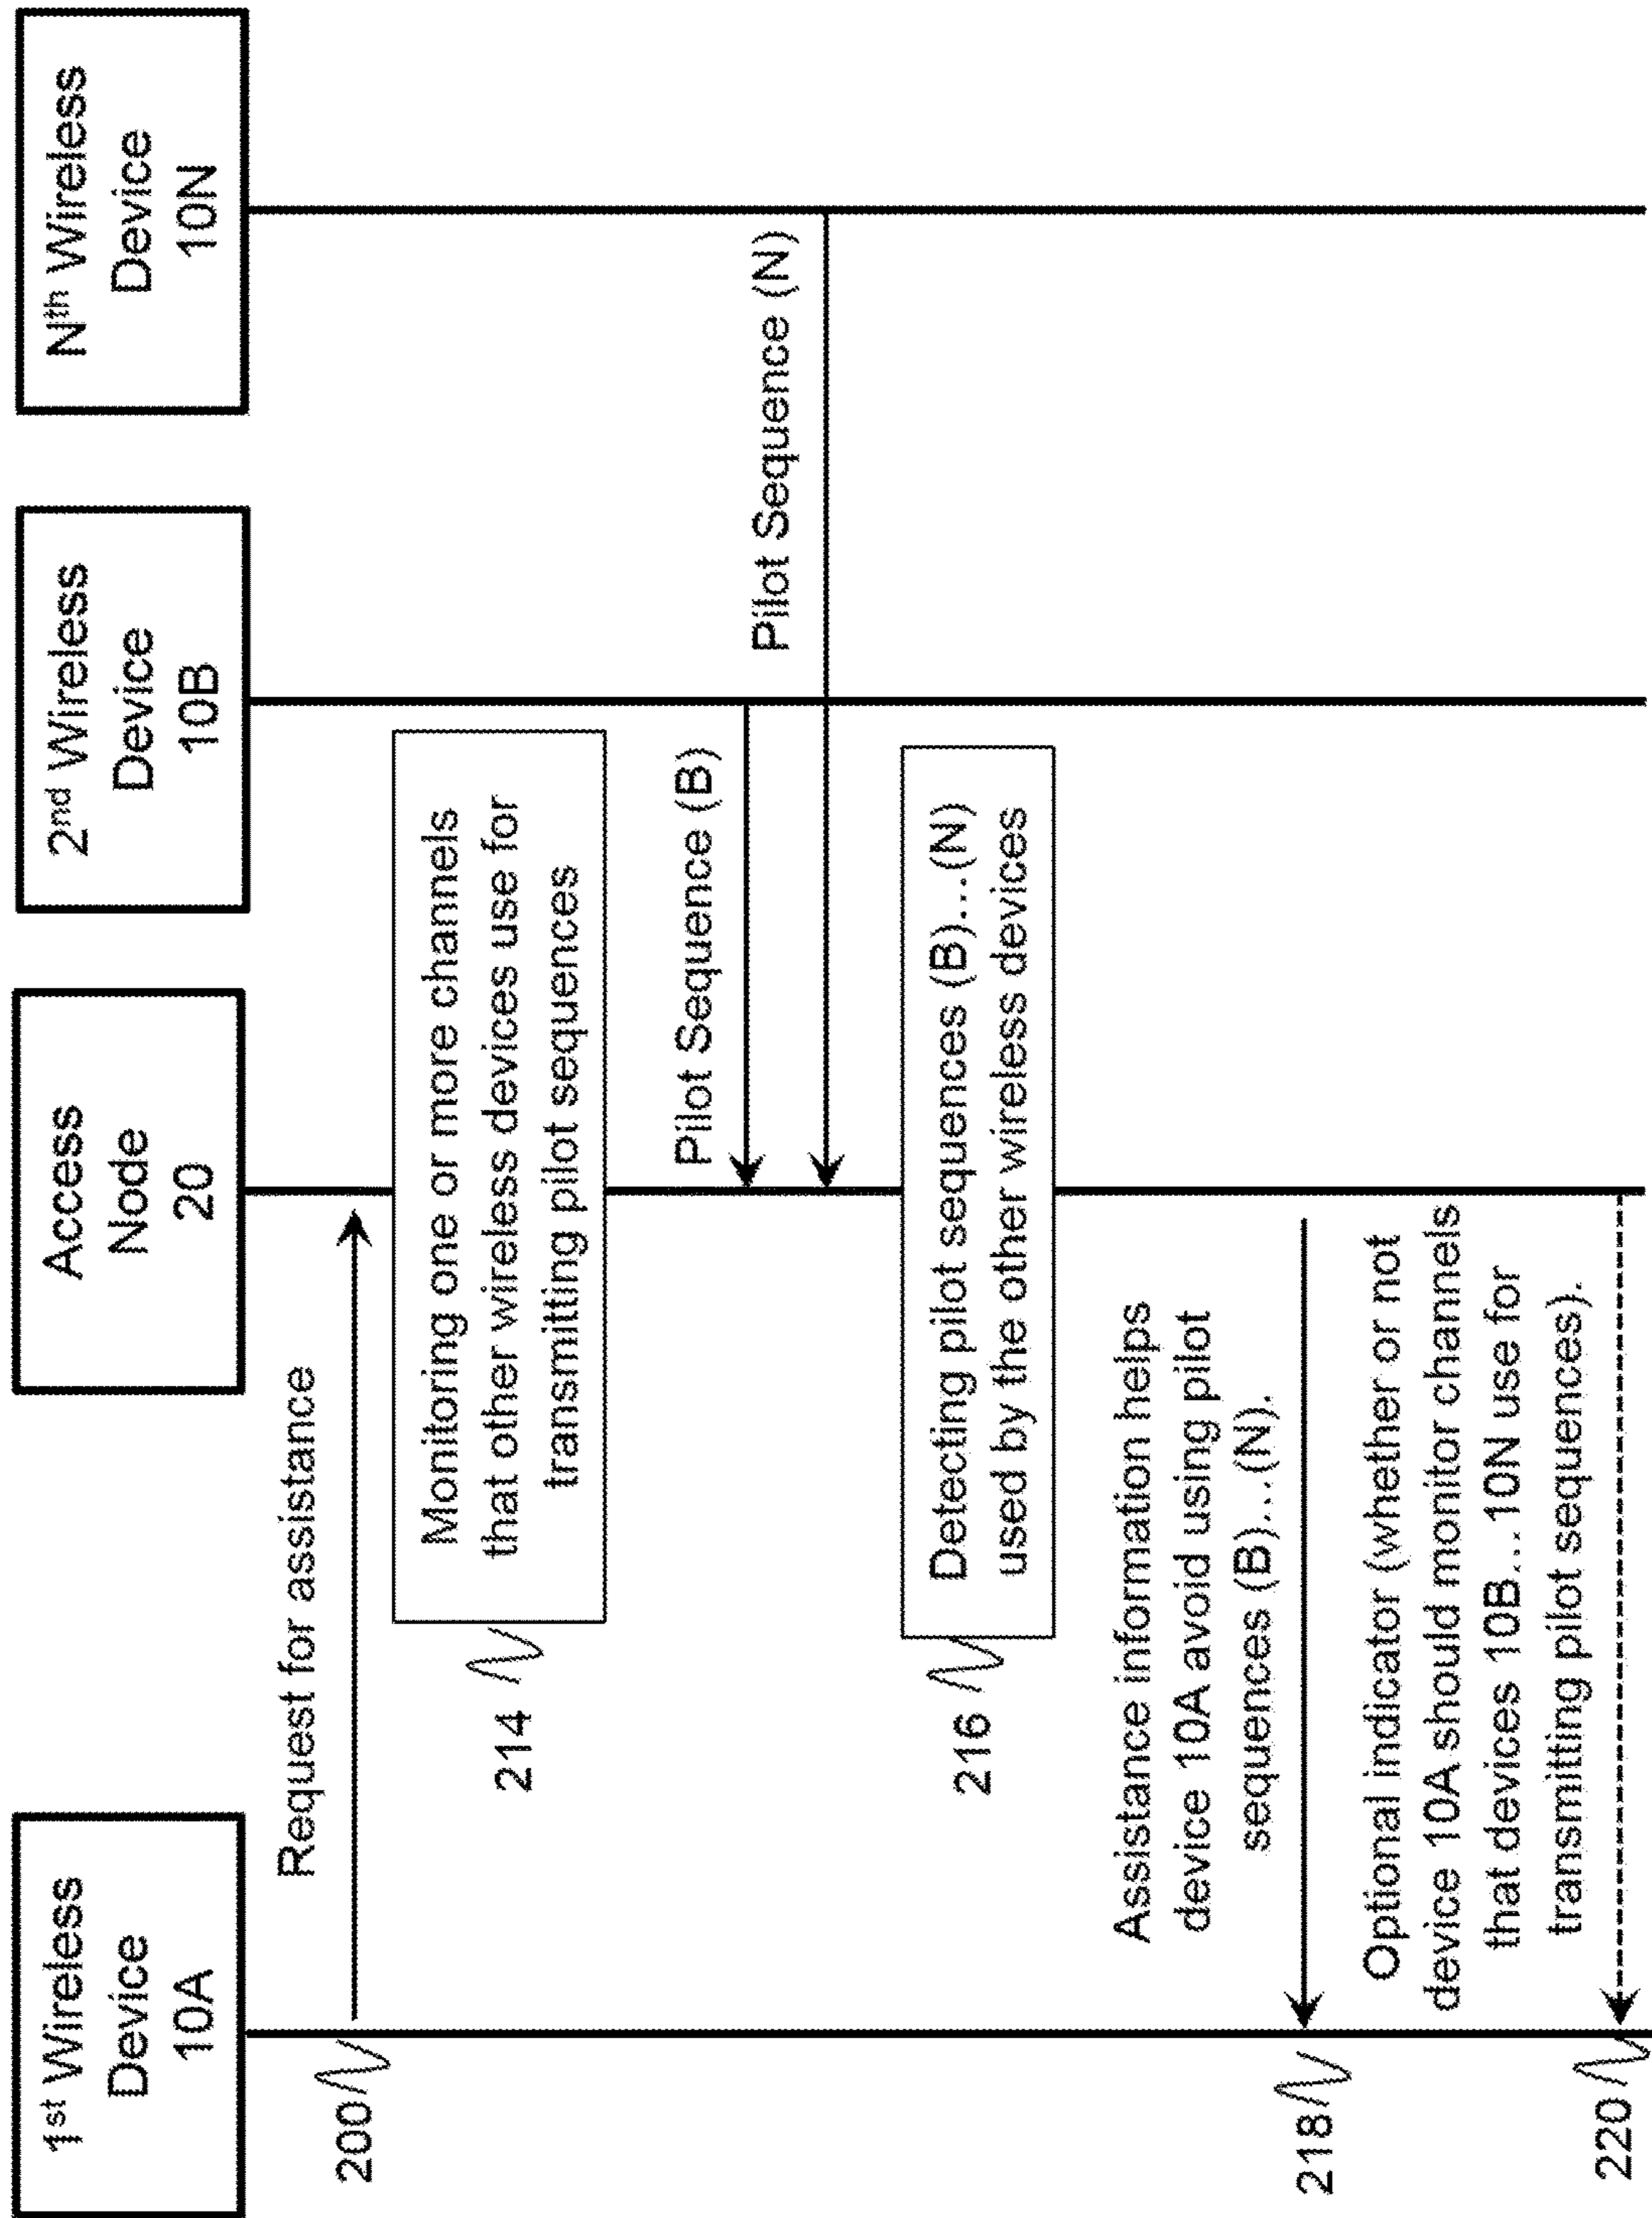 1st Wireless
Device
10A
Access
Node
20
2nd Wireless
Device
10B
Nth Wireless
Device
10N
200
Request for assistance
214
Monitoring one or more channels
that other wireless devices use for
transmitting pilot sequences
Pilot Sequence (B)
Pilot Sequence (N)
216
Detecting pilot sequences (B)...(N)
used by the other wireless devices
Assistance information helps
device 10A avoid using pilot
sequences (B)...(N).
218
Optional indicator (whether or not
device 10A should monitor channels
that devices 10B...10N use for
transmitting pilot sequences).
220